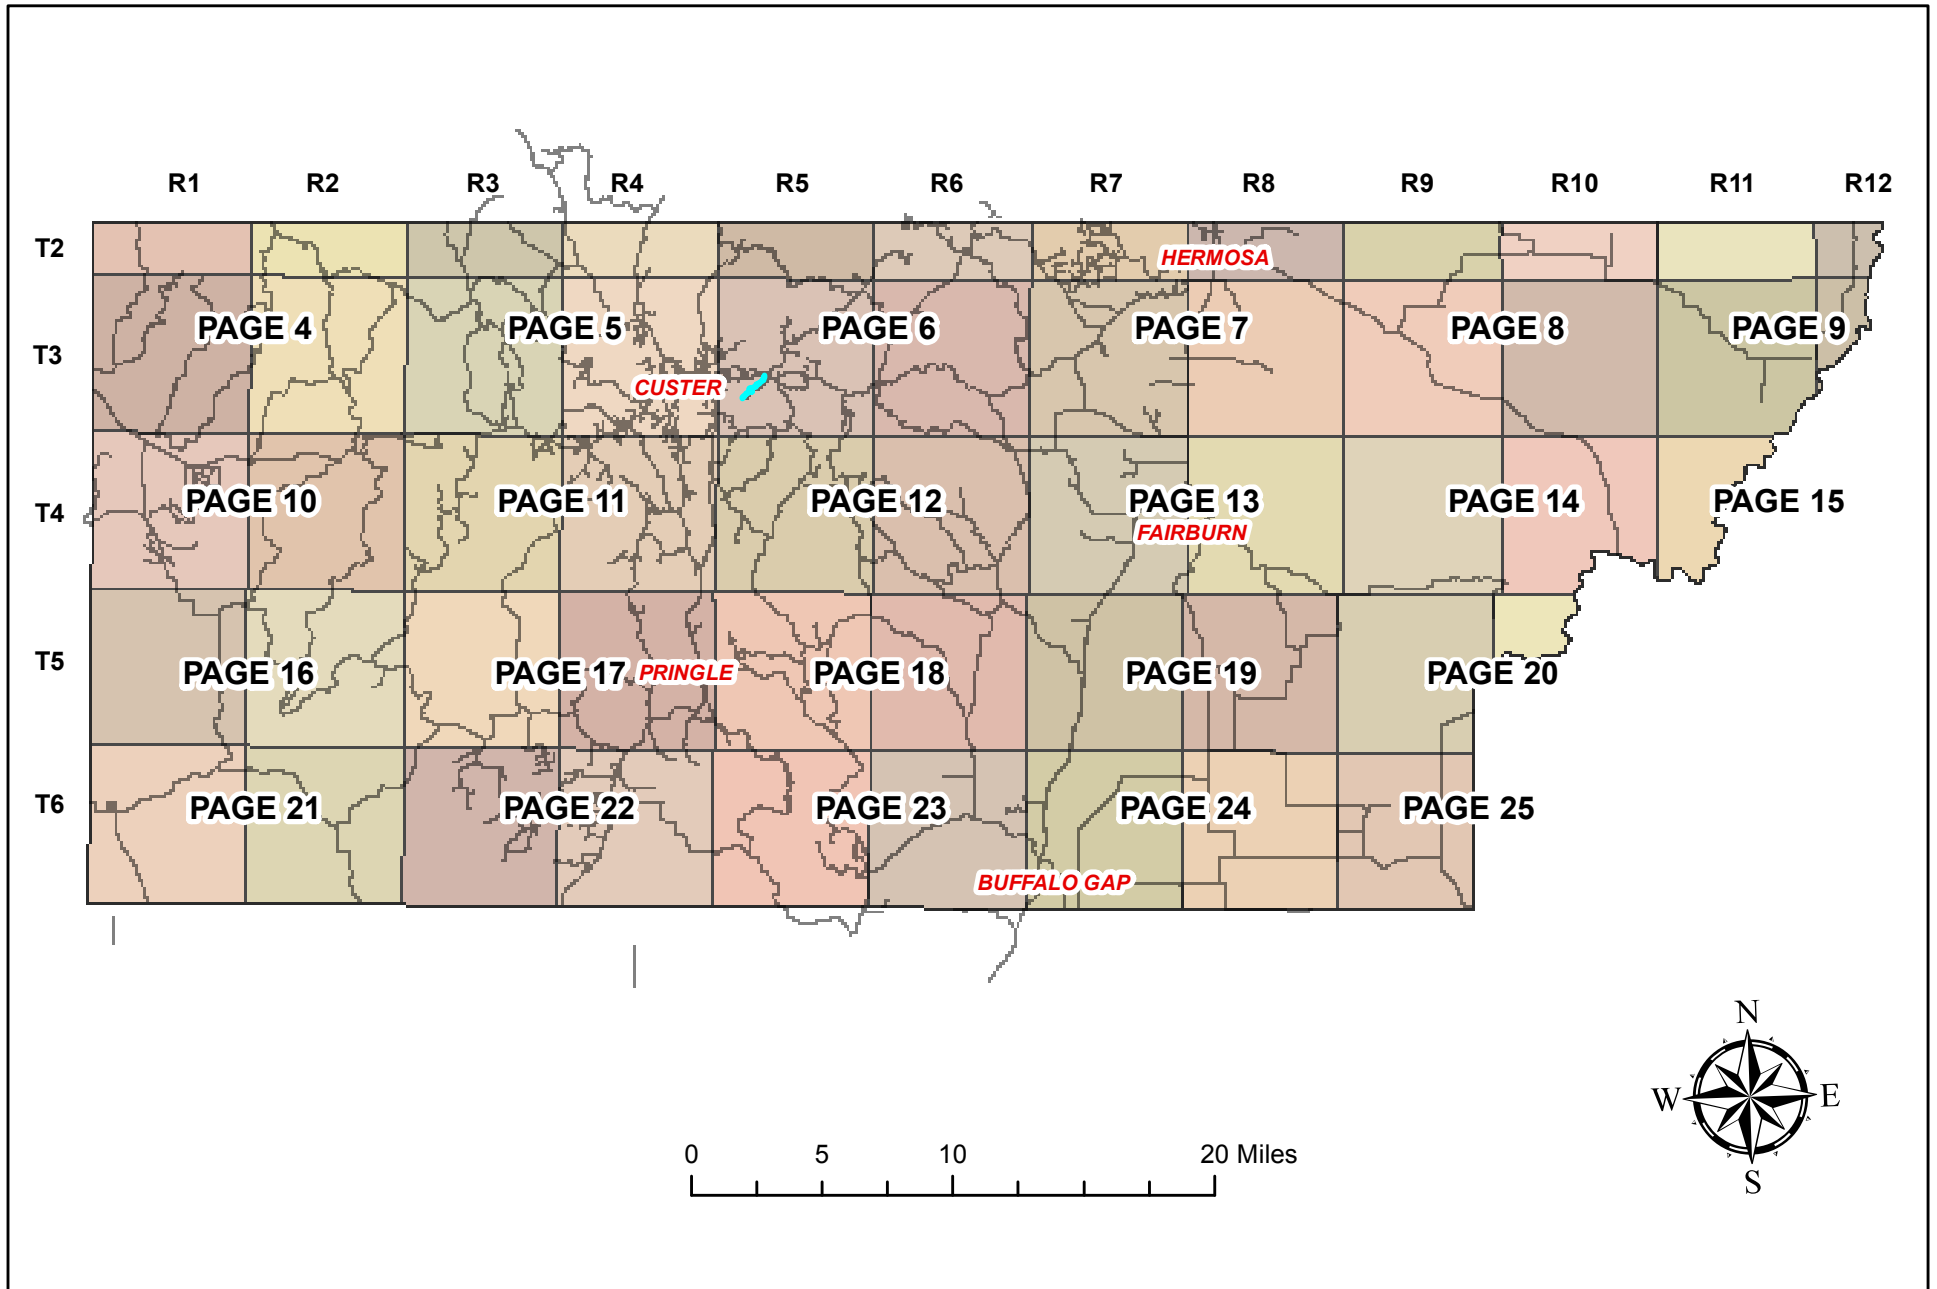 R1 R2 R3 R4 R5 R6 R7 R8 R9 R10 R11 R12
T2
HERMOSA
PAGE 4 PAGE 5 PAGE 6 PAGE 7 PAGE 8 PAGE 9
T3
CUSTER
PAGE 10 PAGE 11 PAGE 12 PAGE 13 PAGE 14 PAGE 15
T4
FAIRBURN
T5
PAGE 16 PAGE 17 PRINGLE PAGE 18 PAGE 19 PAGE 20
T6
PAGE 21 PAGE 22 PAGE 23 PAGE 24 PAGE 25
BUFFALO GAP
N
W E
S
0 5 10 20 Miles